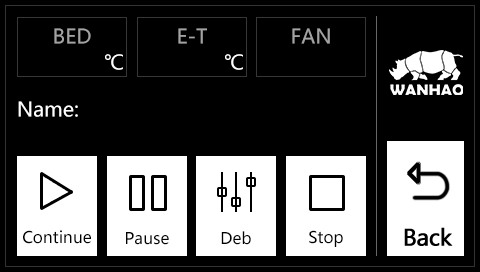 BED E-T FAN
℃ ℃
WANHAO
Name:
Continue Pause Deb Stop Back